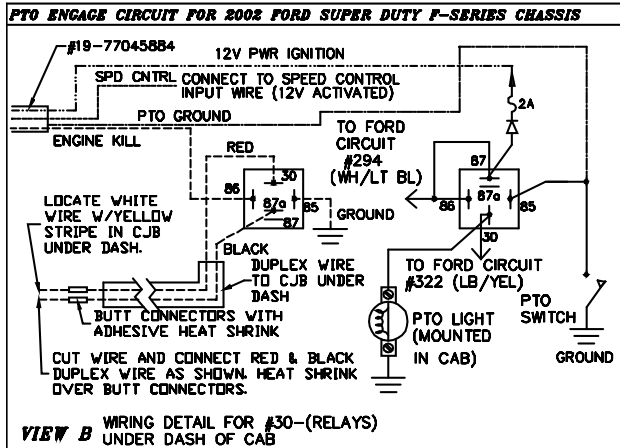 PTO ENGAGE CIRCUIT FOR 2002 FORD SUPER DUTY F-SERIES CHASSIS
#19-77045884
12V PWR IGNITION
SPD CNTRL
CONNECT TO SPEED CONTROL
INPUT WIRE (12V ACTIVATED)
PTO GROUND
ENGINE KILL
2A
TO FORD
CIRCUIT
#294
(WH/LT BL)
RED
30
86
87a
85
87
GROUND
87
87a
86
85
30
LOCATE WHITE
WIRE W/YELLOW
STRIPE IN CJB
UNDER DASH.
BLACK
DUPLEX WIRE
TO CJB UNDER
DASH
TO FORD CIRCUIT
#322 (LB/YEL)
PTO
SWITCH
GROUND
BUTT CONNECTORS WITH
ADHESIVE HEAT SHRINK
PTO LIGHT
(MOUNTED
IN CAB)
CUT WIRE AND CONNECT RED & BLACK
DUPLEX WIRE AS SHOWN. HEAT SHRINK
OVER BUTT CONNECTORS.
VIEW B
WIRING DETAIL FOR #30-(RELAYS)
UNDER DASH OF CAB